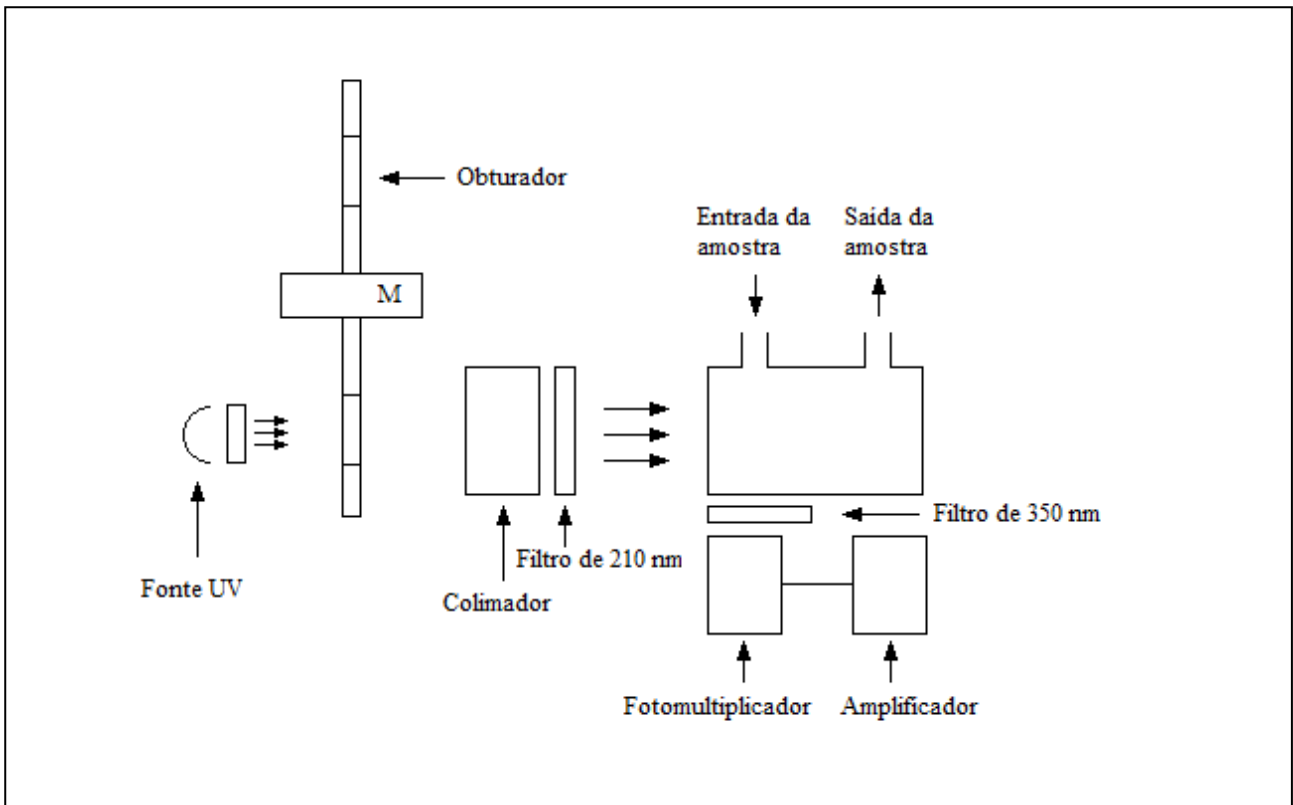 Obturador
Entrada da
amostra
Saída da
amostra
M
Filtro de 350 nm
Filtro de 210 nm
Fonte UV
Colimador
Fotomultiplicador
Amplificador